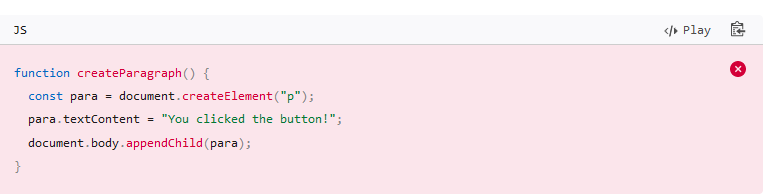 JS
</> Play
function createParagraph() {
  const para = document.createElement("p");
  para.textContent = "You clicked the button!";
  document.body.appendChild(para);
}